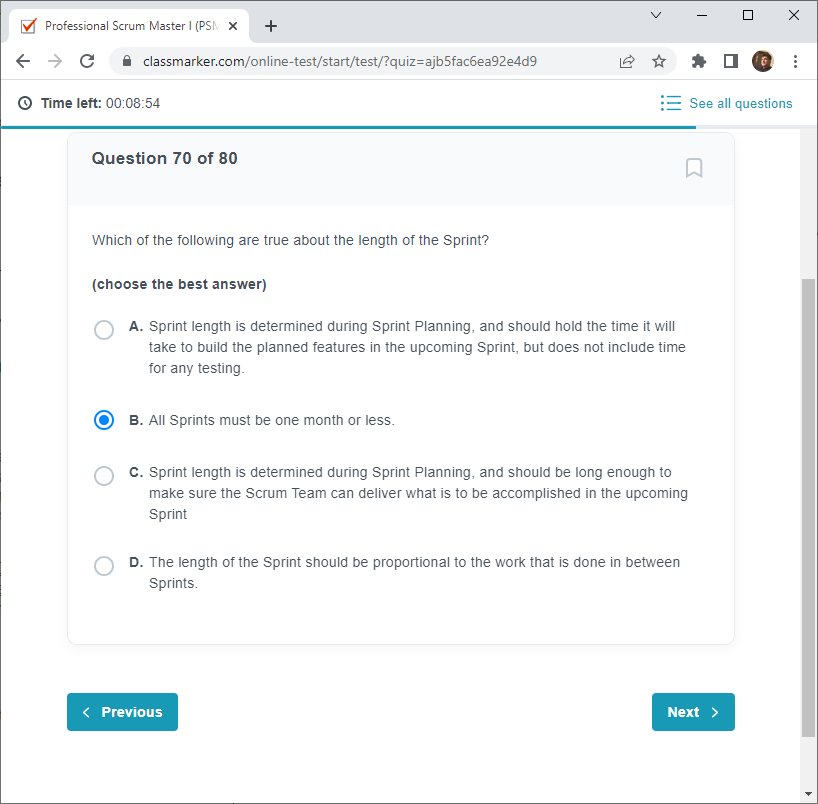 Professional Scrum Master I (PSM
classmarker.com/online-test/start/test/?quiz=ajb5fac6ea92e4d9
Time left: 00:08:54
See all questions
Question 70 of 80
Which of the following are true about the length of the Sprint?
(choose the best answer)
A. Sprint length is determined during Sprint Planning, and should hold the time it will
take to build the planned features in the upcoming Sprint, but does not include time
for any testing.
B. All Sprints must be one month or less.
C. Sprint length is determined during Sprint Planning, and should be long enough to
make sure the Scrum Team can deliver what is to be accomplished in the upcoming
Sprint
D. The length of the Sprint should be proportional to the work that is done in between
Sprints.
Previous
Next